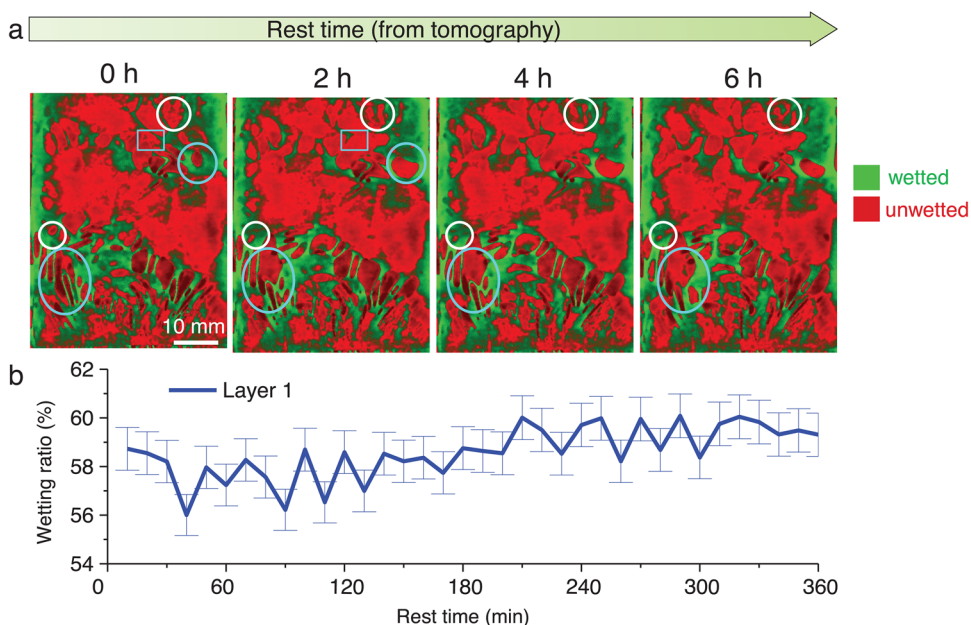 a
Rest time (from tomography)
0 h
2 h
4 h
6 h
wetted
unwetted
10 mm
b
62
60
58
56
54
Wetting ratio (%)
Layer 1
0
60
120
180
240
300
360
Rest time (min)